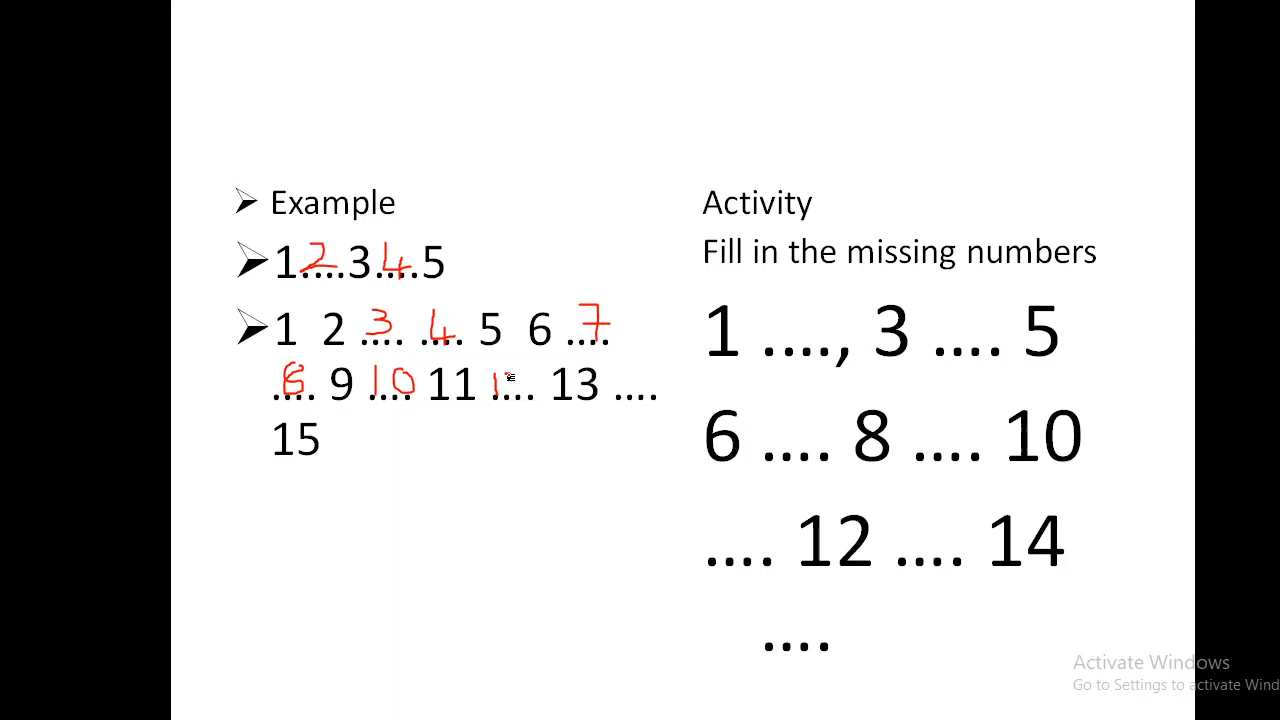 Example
1 2 .... 3 4 .... 5
1 2 3 .... 4 .... 5 6 7 ....
8 .... 9 10 .... 11 .... 13 ....
15
Activity
Fill in the missing numbers
1 ...., 3 .... 5
6 .... 8 .... 10
.... 12 .... 14
....
Activate Windows
Go to Settings to activate Wind